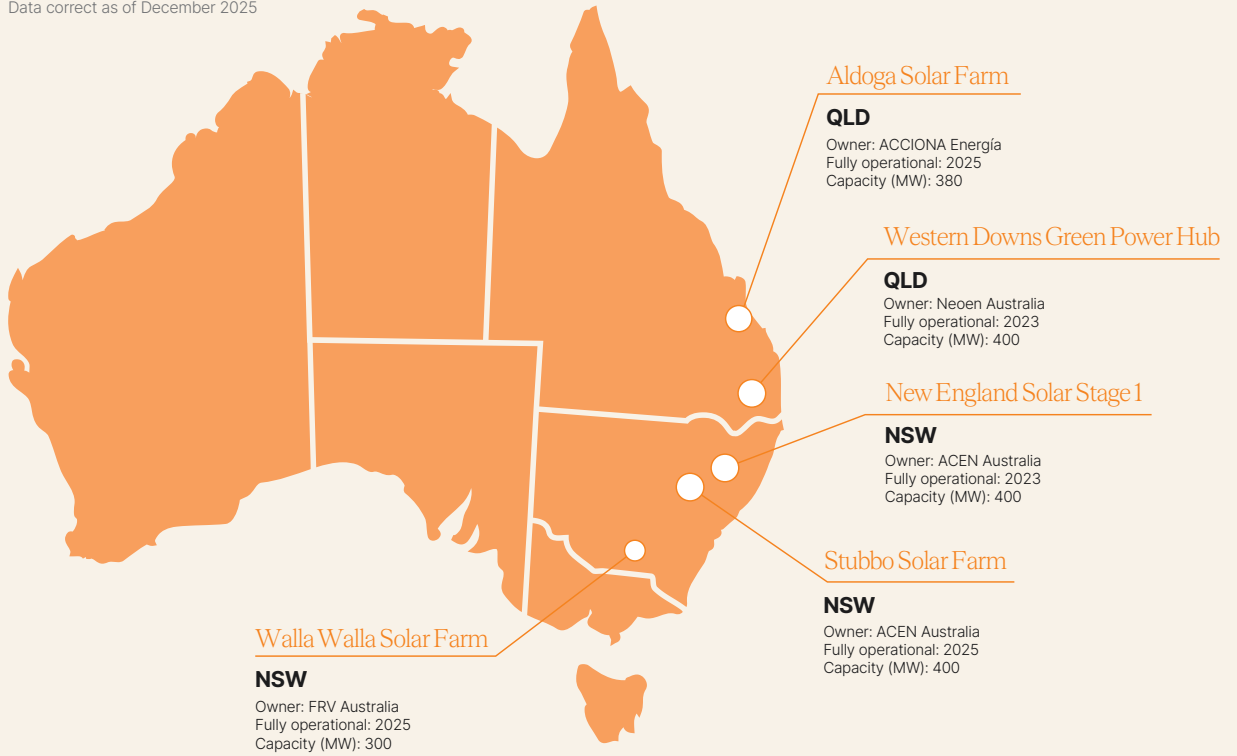 Data correct as of December 2025
Aldoga Solar Farm
QLD
Owner: ACCIONA Energía
Fully operational: 2025
Capacity (MW): 380
Western Downs Green Power Hub
QLD
Owner: Neoen Australia
Fully operational: 2023
Capacity (MW): 400
New England Solar Stage 1
NSW
Owner: ACEN Australia
Fully operational: 2023
Capacity (MW): 400
Stubbo Solar Farm
NSW
Owner: ACEN Australia
Fully operational: 2025
Capacity (MW): 400
Walla Walla Solar Farm
NSW
Owner: FRV Australia
Fully operational: 2025
Capacity (MW): 300